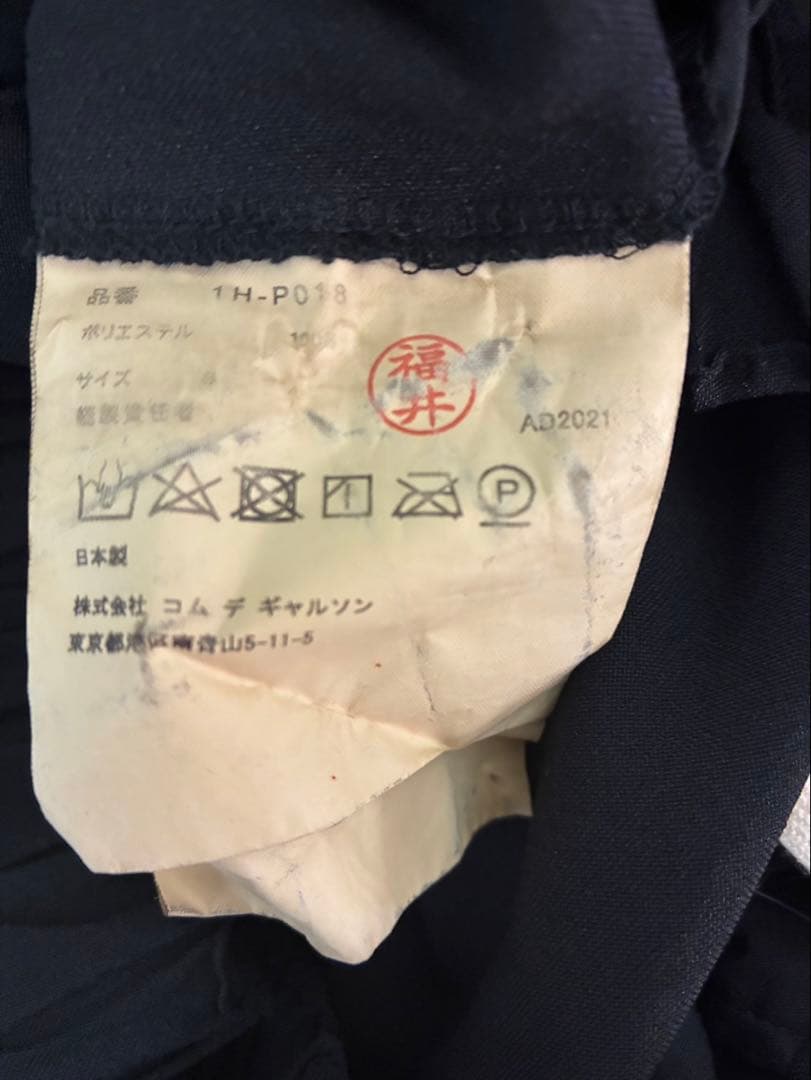 品番 1H-P018
ポリエステル
サイズ
縫製責任者
福井
AD2021
P
日本製
株式会社 コム デ ギャルソン
東京都港区南青山5-11-5